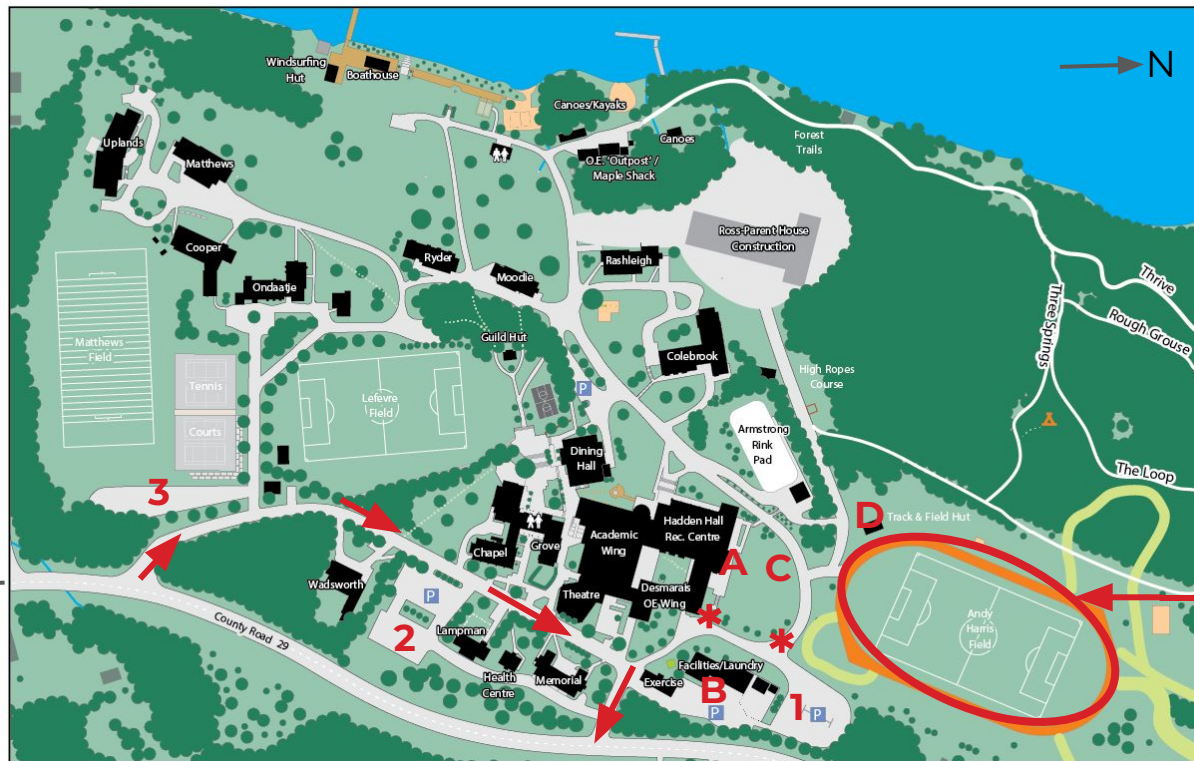 N
Windsurfing
Hut
Boathouse
Canoes/Kayaks
Canoes
O.E. 'Outpost' /
Maple Shack
Forest
Trails
Uplands
Matthews
Cooper
Ondaatje
Ryder
Moodie
Rashleigh
Ross-Parent House
Construction
Thrive
Rough Grouse
Three Springs
The Loop
Matthews
Field
Tennis
Courts
Lefevre
Field
Guild Hut
P
Colebrook
High Ropes
Course
Armstrong
Rink
Pad
Dining
Hall
3
Chapel
Grove
Academic
Wing
Hadden Hall
Rec. Centre
D
Track & Field Hut
A
C
Wadsworth
P
Theatre
Desmarais
OE Wing
*
*
Andy
Harris
Field
County Road 29
2
Lampman
Health
Centre
Memorial
Exercise
Facilities/Laundry
B
P
1
P